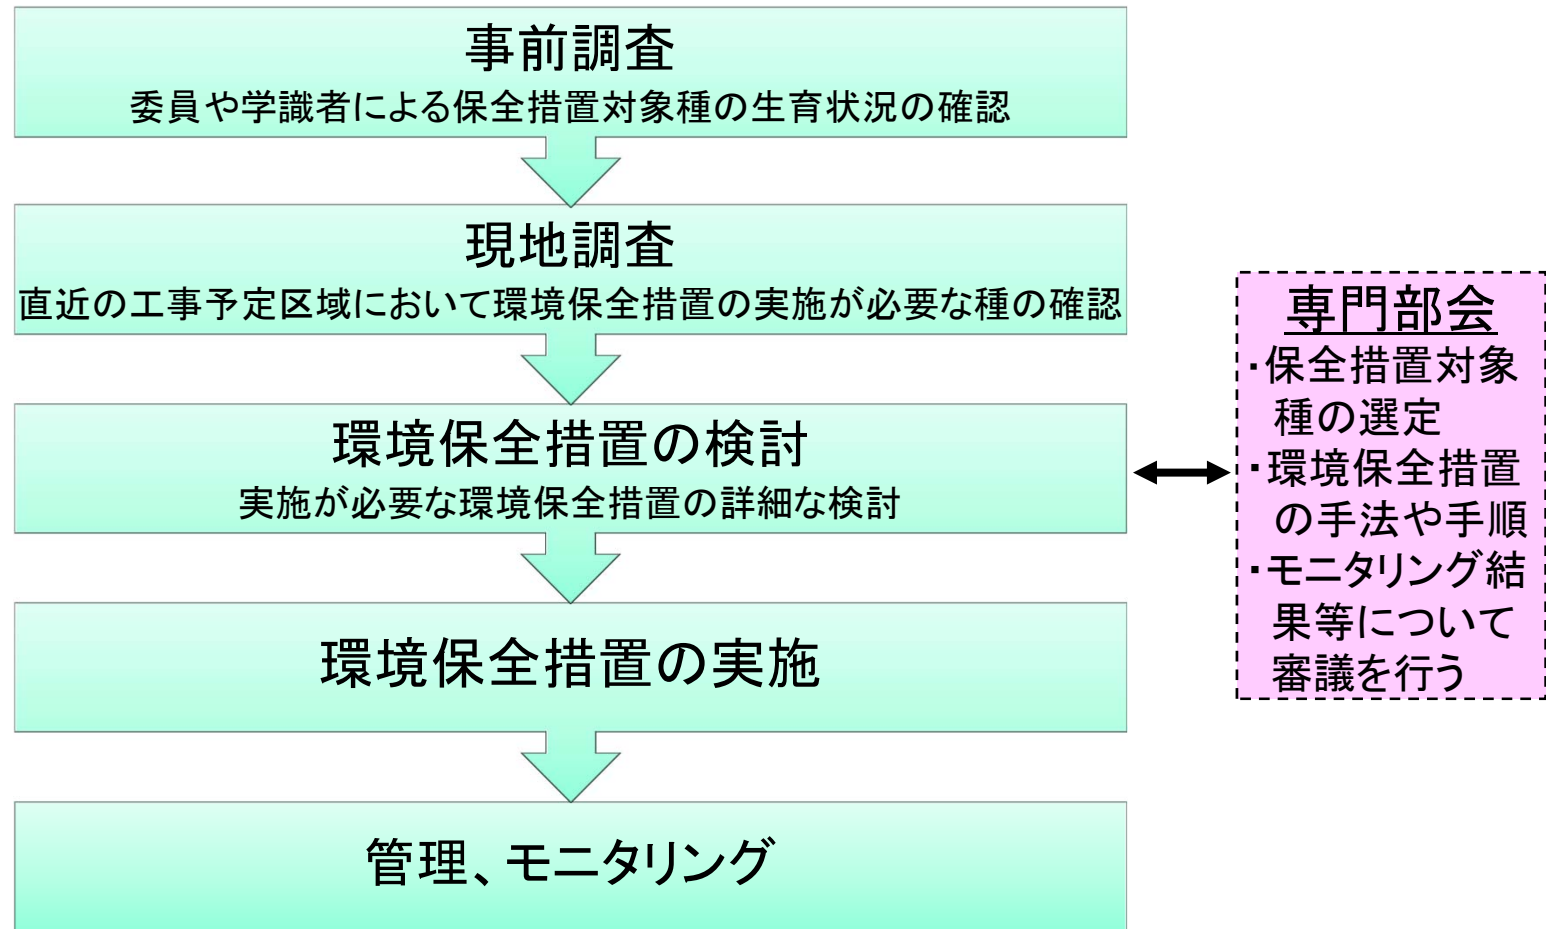 事前調査
委員や学識者による保全措置対象種の生育状況の確認
現地調査
直近の工事予定区域において環境保全措置の実施が必要な種の確認
環境保全措置の検討
実施が必要な環境保全措置の詳細な検討
環境保全措置の実施
管理、モニタリング
専門部会
・保全措置対象
種の選定
・環境保全措置
の手法や手順
・モニタリング結
果等について
審議を行う